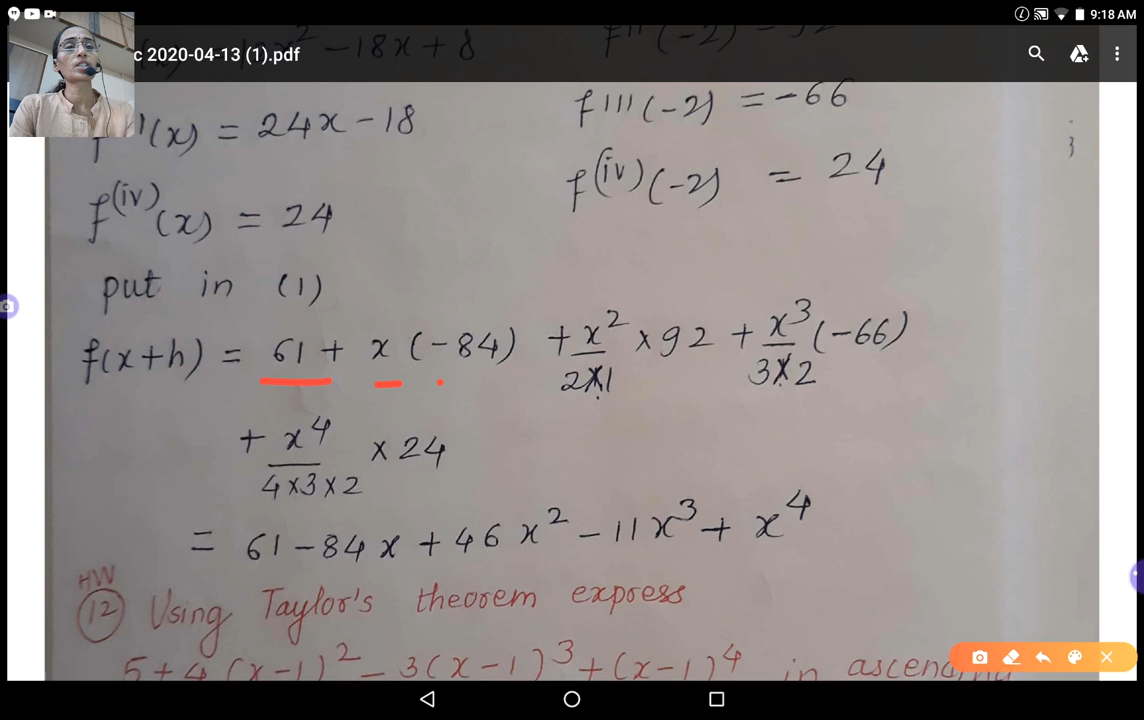 9:18 AM
c 2020-04-13 (1).pdf
x² -18x + 8
f''(-2)
'(x) = 24x - 18
f'''(-2) = -66
f⁽ⁱᵛ⁾(x) = 24
f⁽ⁱᵛ⁾(-2) = 24
put in (1)
f(x+h) = 61 + x (-84) + x²/2×1 × 92 + x³/3×2 (-66)
+ x⁴/4×3×2 × 24
= 61 - 84x + 46x² - 11x³ + x⁴
HW
12 Using Taylor's theorem express
5 + 4(x-1)² - 3(x-1)³ + (x-1)⁴ in